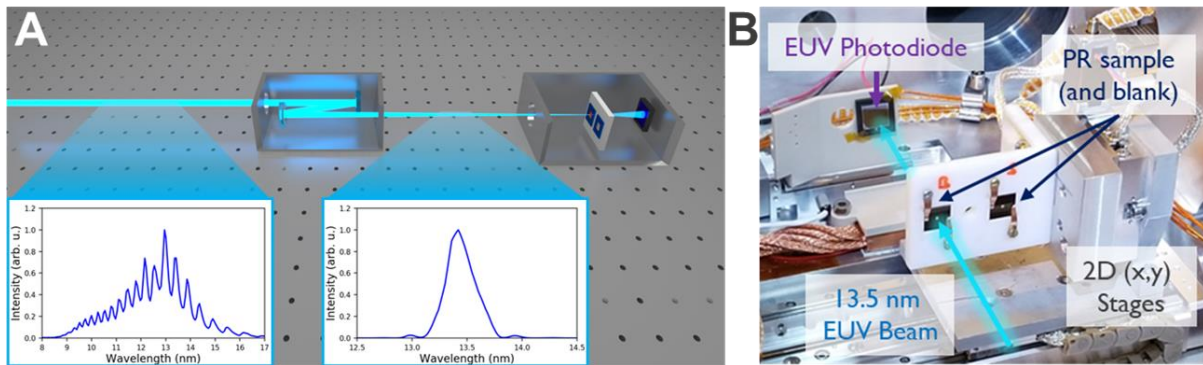 A
Intensity (arb. u.)
1.2
1.0
0.8
0.6
0.4
0.2
0.0
8 9 10 11 12 13 14 15 16 17
Wavelength (nm)
Intensity (arb. u.)
1.2
1.0
0.8
0.6
0.4
0.2
0.0
12.5 13.0 13.5 14.0 14.5
Wavelength (nm)
B
EUV Photodiode
PR sample
(and blank)
13.5 nm
EUV Beam
2D (x,y)
Stages